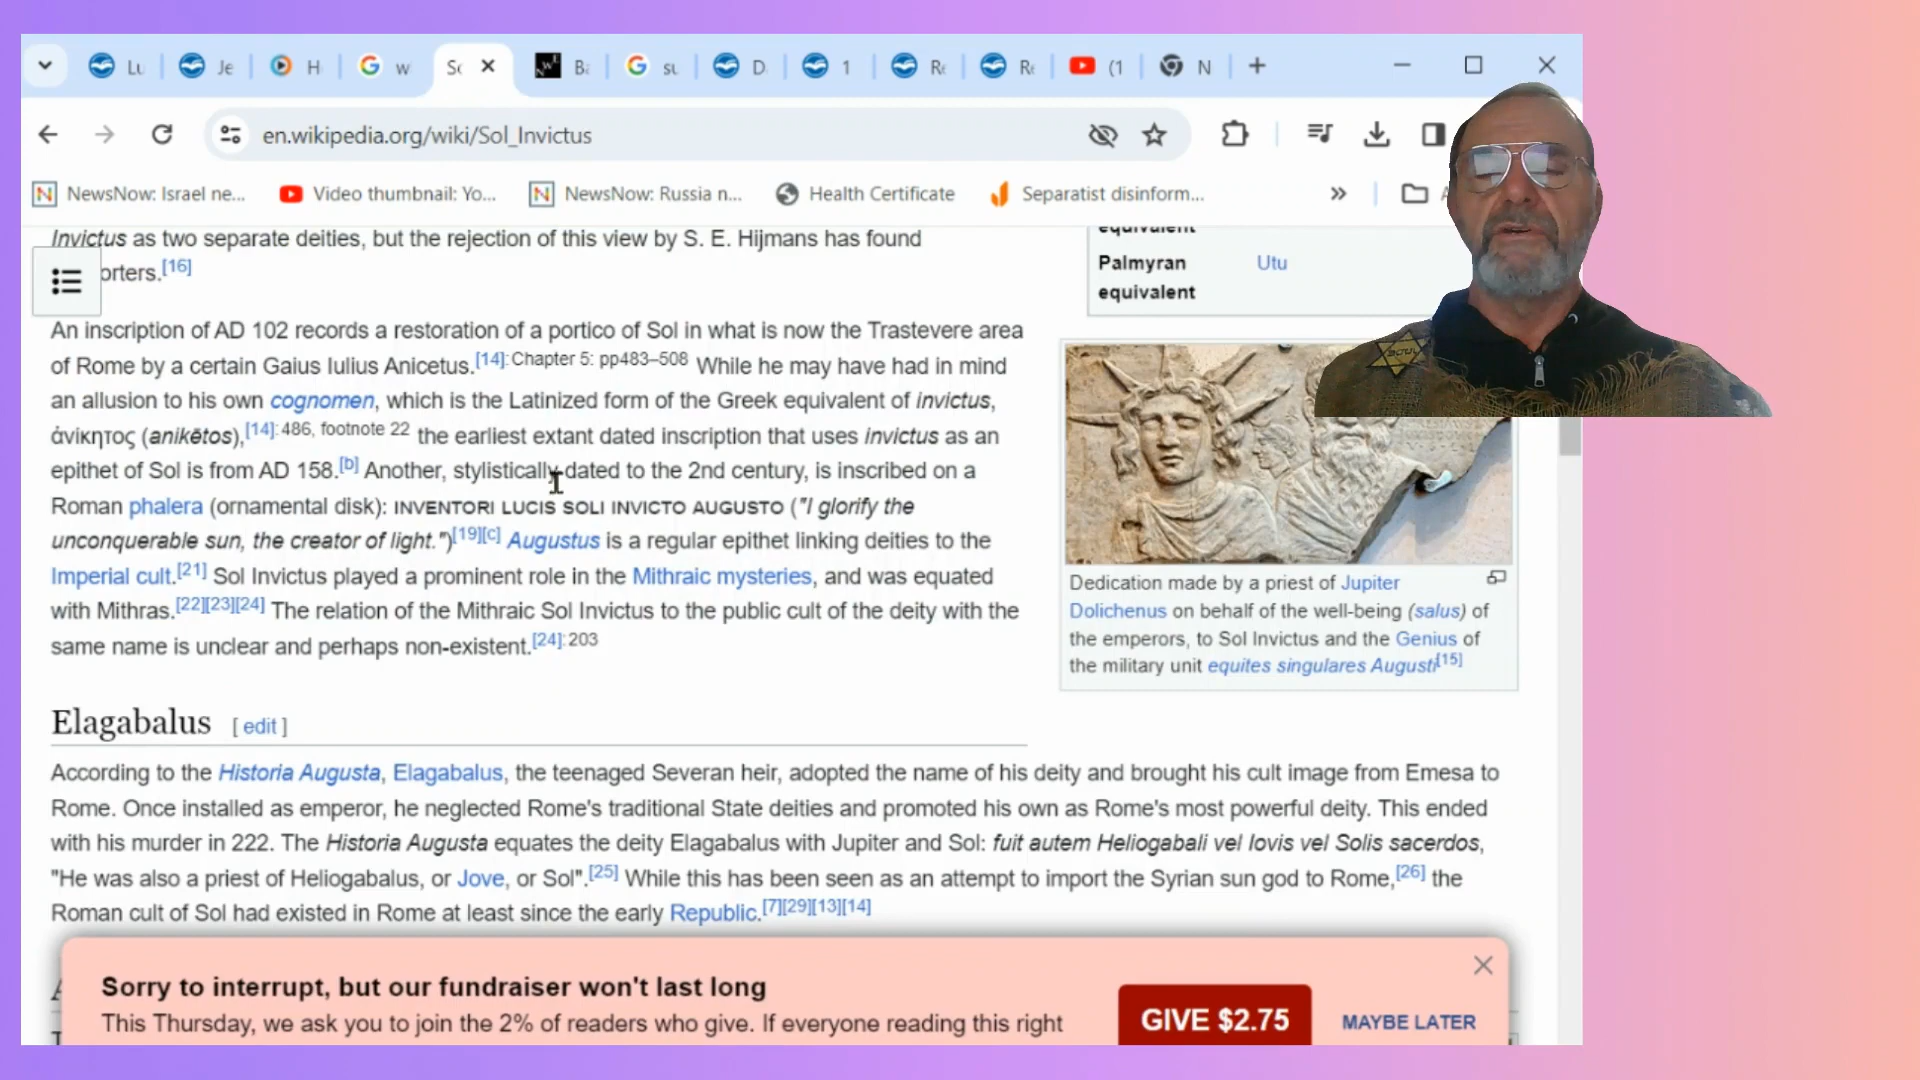 Lu
Je
H
w
So
Ba
su
D
1
Re
Re
(1
N
en.wikipedia.org/wiki/Sol_Invictus
NewsNow: Israel ne...
Video thumbnail: Yo...
NewsNow: Russia n...
Health Certificate
Separatist disinform...
»
Invictus as two separate deities, but the rejection of this view by S. E. Hijmans has found
orters.[16]
equivalent
Palmyran Utu
equivalent
An inscription of AD 102 records a restoration of a portico of Sol in what is now the Trastevere area
of Rome by a certain Gaius Iulius Anicetus.[14]: Chapter 5: pp483–508 While he may have had in mind
an allusion to his own cognomen, which is the Latinized form of the Greek equivalent of invictus,
ἀνίκητος (anikētos),[14]: 486, footnote 22 the earliest extant dated inscription that uses invictus as an
epithet of Sol is from AD 158.[b] Another, stylistically dated to the 2nd century, is inscribed on a
Roman phalera (ornamental disk): INVENTORI LUCIS SOLI INVICTO AUGUSTO ("I glorify the
unconquerable sun, the creator of light.")[19][c] Augustus is a regular epithet linking deities to the
Imperial cult.[21] Sol Invictus played a prominent role in the Mithraic mysteries, and was equated
with Mithras.[22][23][24] The relation of the Mithraic Sol Invictus to the public cult of the deity with the
same name is unclear and perhaps non-existent.[24]: 203
Dedication made by a priest of Jupiter
Dolichenus on behalf of the well-being (salus) of
the emperors, to Sol Invictus and the Genius of
the military unit equites singulares Augusti[15]
Elagabalus [ edit ]
According to the Historia Augusta, Elagabalus, the teenaged Severan heir, adopted the name of his deity and brought his cult image from Emesa to
Rome. Once installed as emperor, he neglected Rome's traditional State deities and promoted his own as Rome's most powerful deity. This ended
with his murder in 222. The Historia Augusta equates the deity Elagabalus with Jupiter and Sol: fuit autem Heliogabali vel Iovis vel Solis sacerdos,
"He was also a priest of Heliogabalus, or Jove, or Sol".[25] While this has been seen as an attempt to import the Syrian sun god to Rome,[26] the
Roman cult of Sol had existed in Rome at least since the early Republic.[7][29][13][14]
Sorry to interrupt, but our fundraiser won't last long
This Thursday, we ask you to join the 2% of readers who give. If everyone reading this right
GIVE $2.75
MAYBE LATER